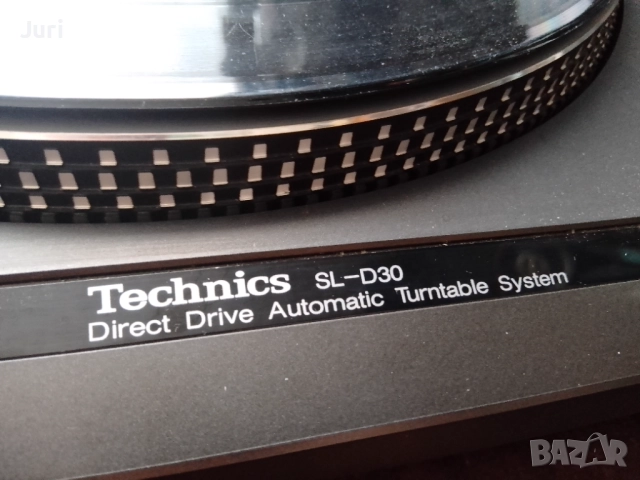 Juri
Technics SL-D30
Direct Drive Automatic Turntable System
BAZAR